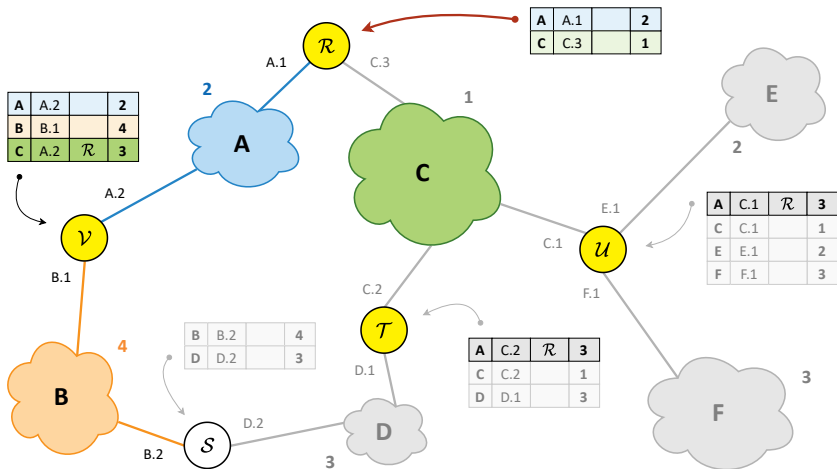 A A.1 2
C C.3 1
ℛ
A.1
C.3
2
A
1
C
E
2
A A.2 2
B B.1 4
C A.2 ℛ 3
A.2
𝒱
B.1
E.1
C.1
𝒰
F.1
A C.1 ℛ 3
C C.1 1
E E.1 2
F F.1 3
C.2
𝒯
D.1
B B.2 4
D D.2 3
A C.2 ℛ 3
C C.2 1
D D.1 3
4
B
B.2
𝒮
D.2
D
3
3
F